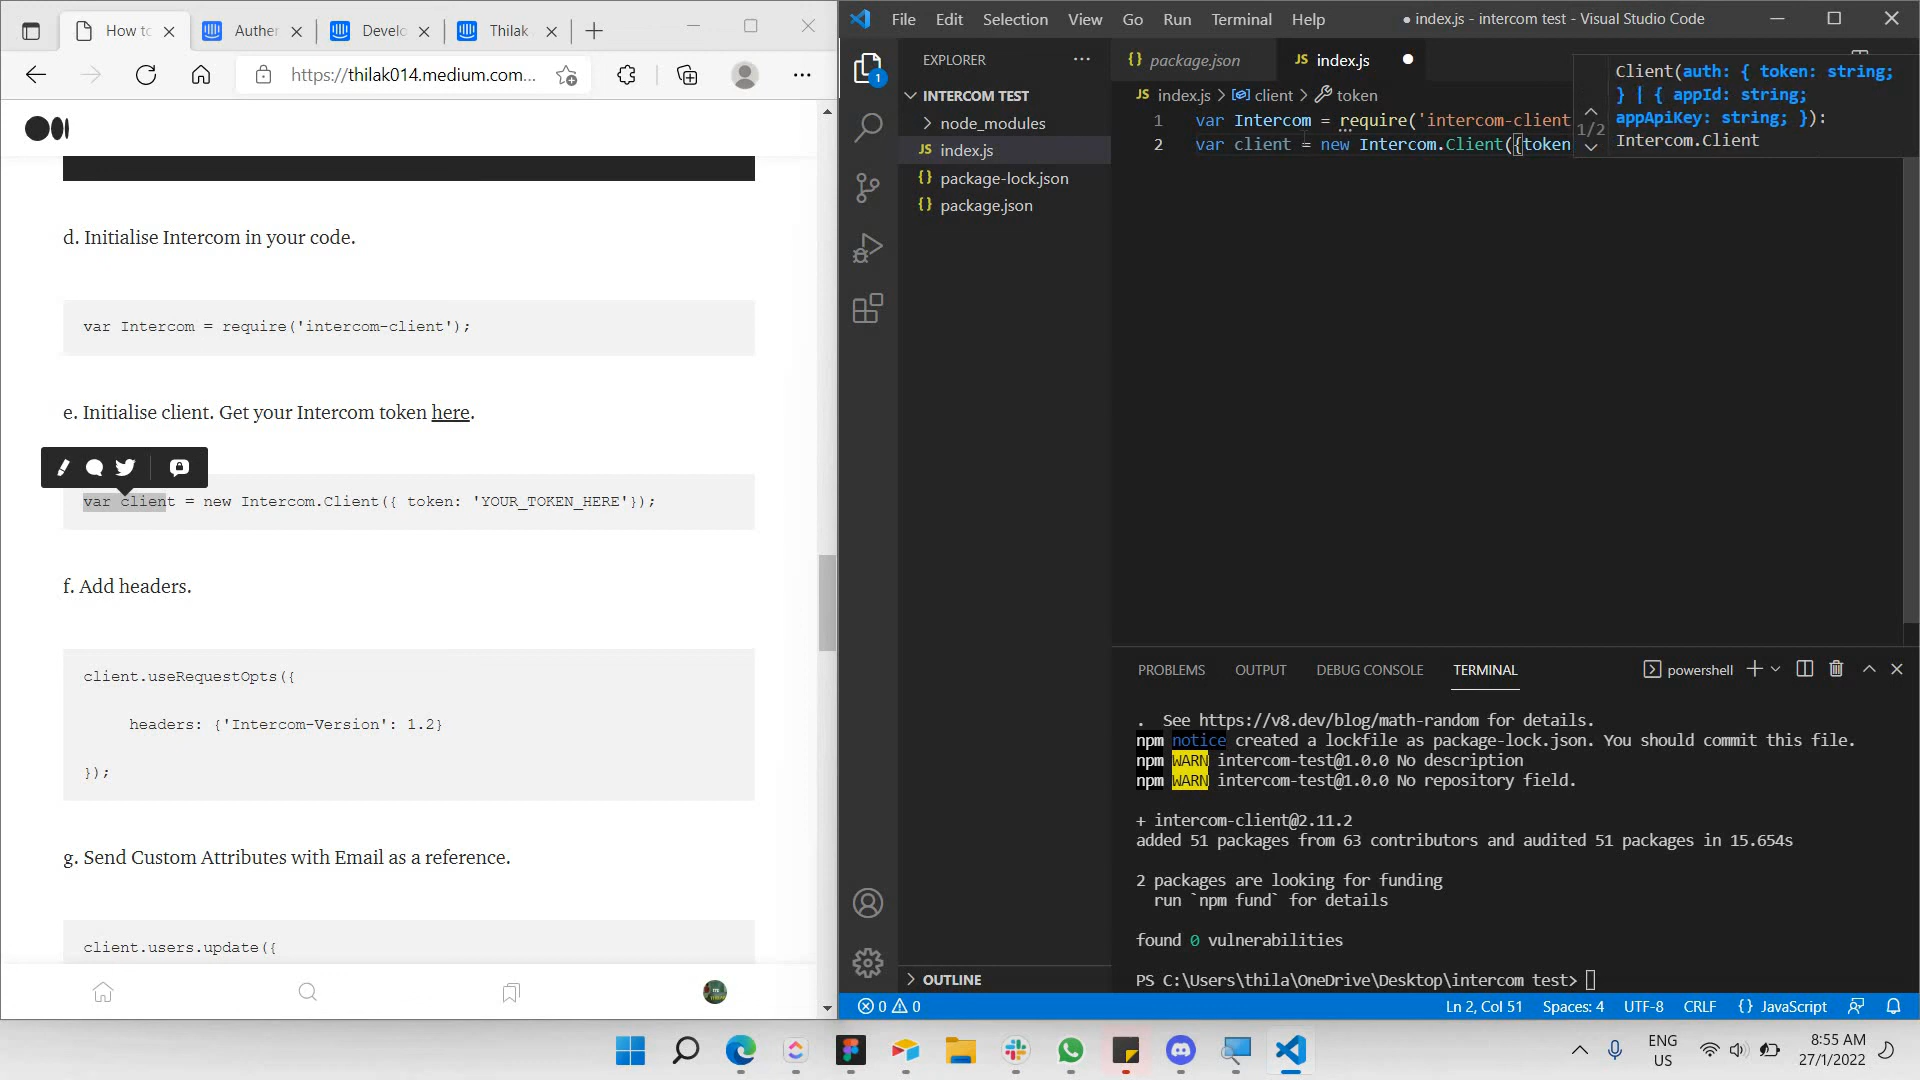 How to
Auther
Develo
Thilak
https://thilak014.medium.com...
d. Initialise Intercom in your code.
var Intercom = require('intercom-client');
e. Initialise client. Get your Intercom token here.
var client = new Intercom.Client({ token: 'YOUR_TOKEN_HERE'});
f. Add headers.
client.useRequestOpts({
headers: {'Intercom-Version': 1.2}
});
g. Send Custom Attributes with Email as a reference.
client.users.update({
File Edit Selection View Go Run Terminal Help
● index.js - intercom test - Visual Studio Code
EXPLORER
1
INTERCOM TEST
node_modules
JS index.js
{} package-lock.json
{} package.json
OUTLINE
{} package.json
JS index.js
JS index.js > client > token
1 var Intercom = require('intercom-client
2 var client = new Intercom.Client({token
1/2
Client(auth: { token: string;
} | { appId: string;
appApiKey: string; }):
Intercom.Client
PROBLEMS OUTPUT DEBUG CONSOLE TERMINAL
powershell
. See https://v8.dev/blog/math-random for details.
npm notice created a lockfile as package-lock.json. You should commit this file.
npm WARN intercom-test@1.0.0 No description
npm WARN intercom-test@1.0.0 No repository field.
+ intercom-client@2.11.2
added 51 packages from 63 contributors and audited 51 packages in 15.654s
2 packages are looking for funding
run `npm fund` for details
found 0 vulnerabilities
PS C:\Users\thila\OneDrive\Desktop\intercom test>
0 0
Ln 2, Col 51 Spaces: 4 UTF-8 CRLF {} JavaScript
ENG
US
8:55 AM
27/1/2022